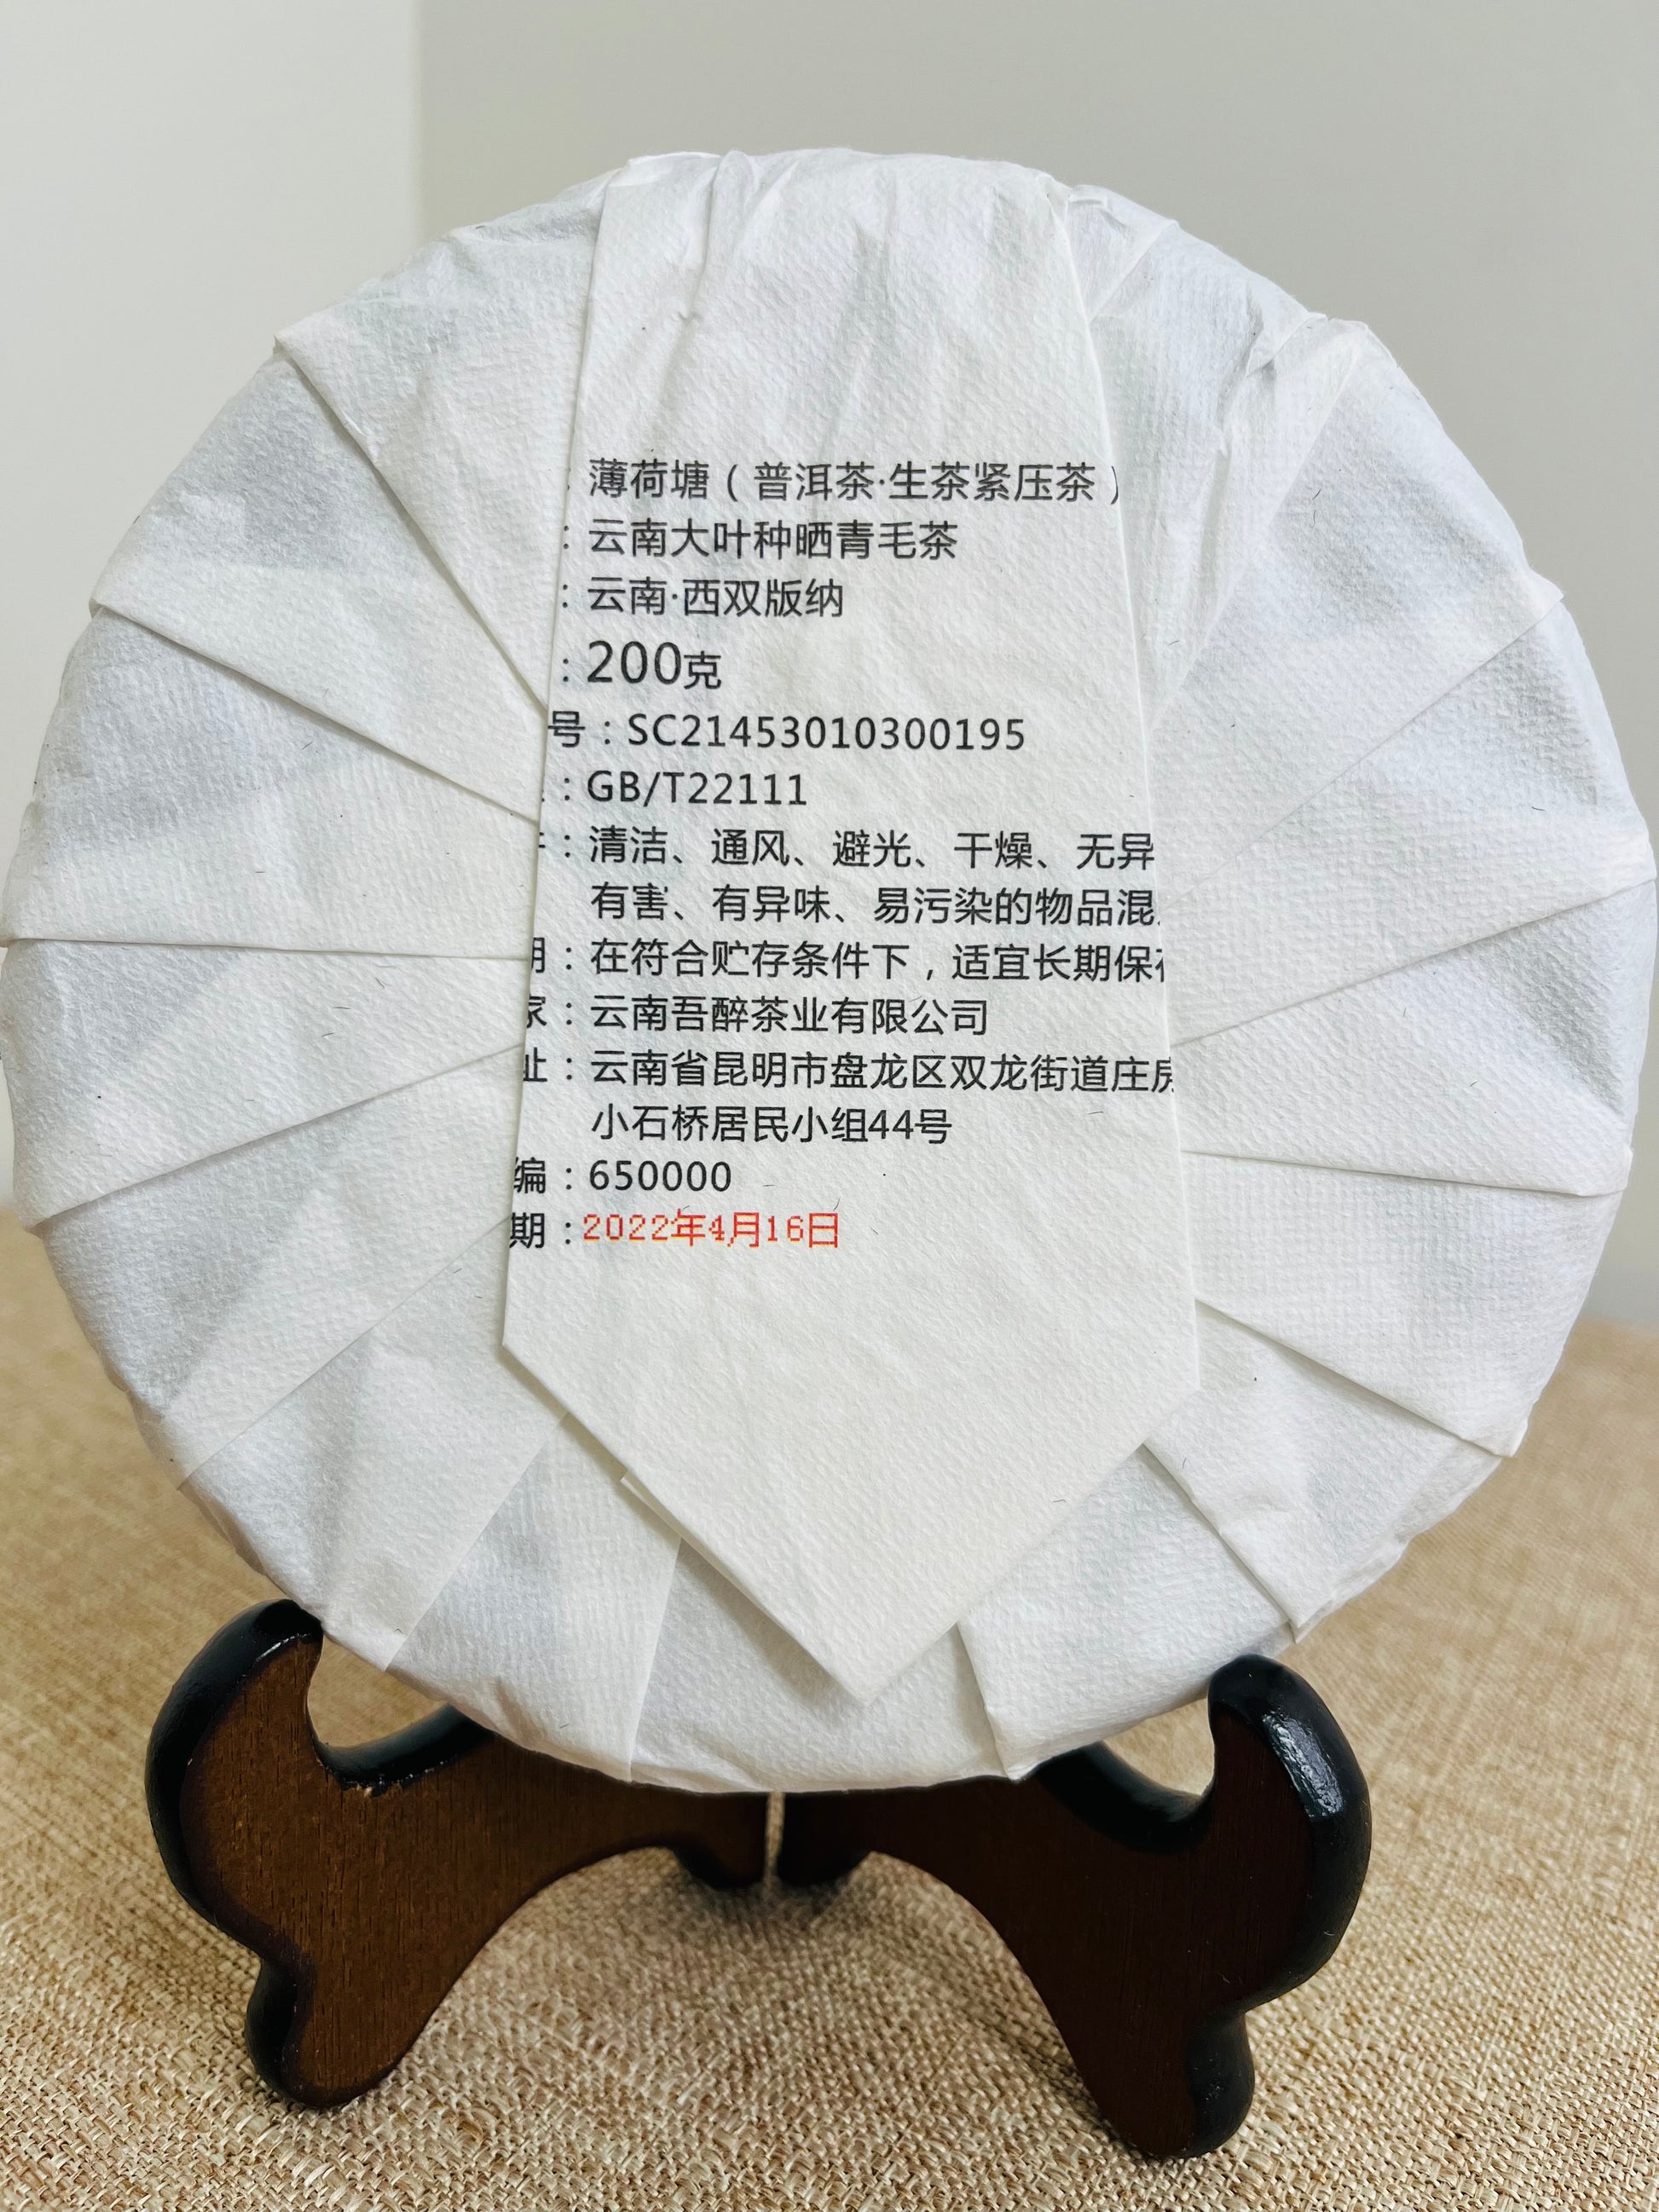 ：薄荷塘（普洱茶·生茶紧压茶）
：云南大叶种晒青毛茶
：云南·西双版纳
：200克
号：SC21453010300195
：GB/T22111
：清洁、通风、避光、干燥、无异
有害、有异味、易污染的物品混
期：在符合贮存条件下，适宜长期保存
家：云南吾醉茶业有限公司
址：云南省昆明市盘龙区双龙街道庄房
小石桥居民小组44号
编：650000
期：2022年4月16日